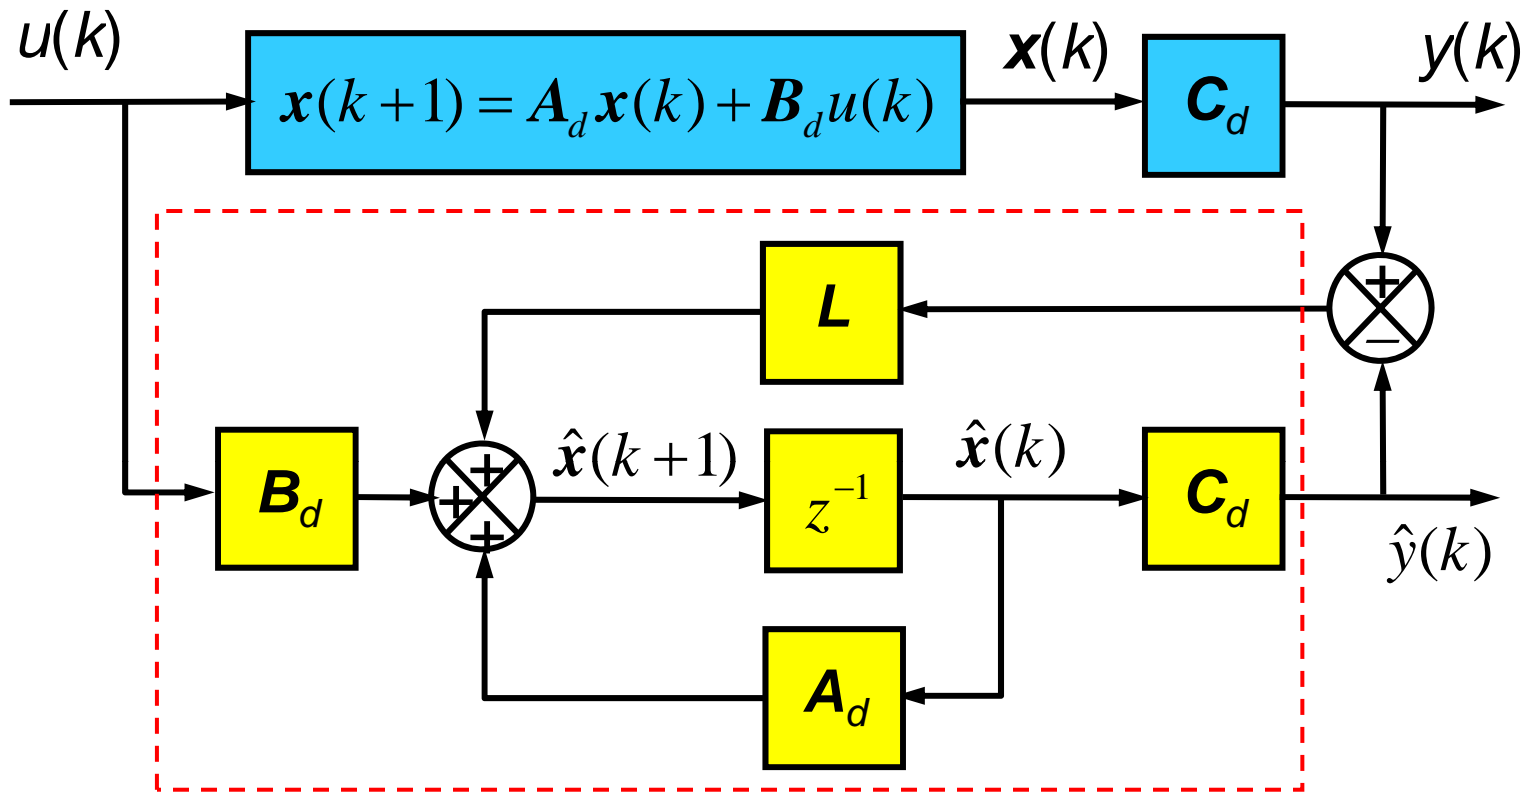 u(k)
x(k+1) = A_d x(k) + B_d u(k)
x(k)
C_d
y(k)
L
+
−
B_d
+
+
+
x̂(k+1)
z⁻¹
x̂(k)
C_d
ŷ(k)
A_d